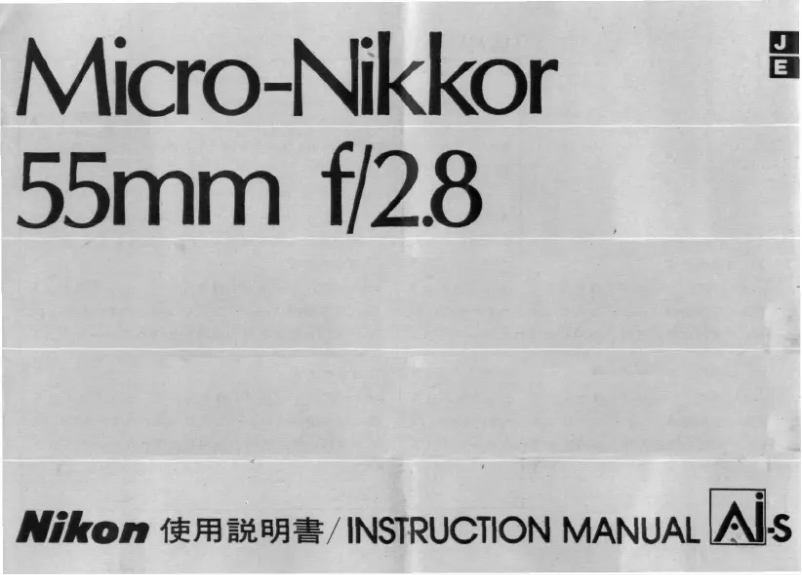 Micro-Nikkor
J
E
55mm f/2.8
Nikon 使用説明書/INSTRUCTION MANUAL Ai-S